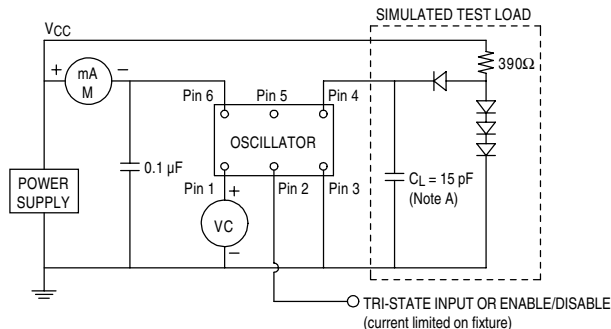 SIMULATED TEST LOAD
VCC
390Ω
+
mA
M
−
Pin 6
Pin 5
Pin 4
OSCILLATOR
0.1 µF
Pin 1
Pin 2
Pin 3
CL = 15 pF
(Note A)
POWER
SUPPLY
+
VC
−
TRI-STATE INPUT OR ENABLE/DISABLE
(current limited on fixture)